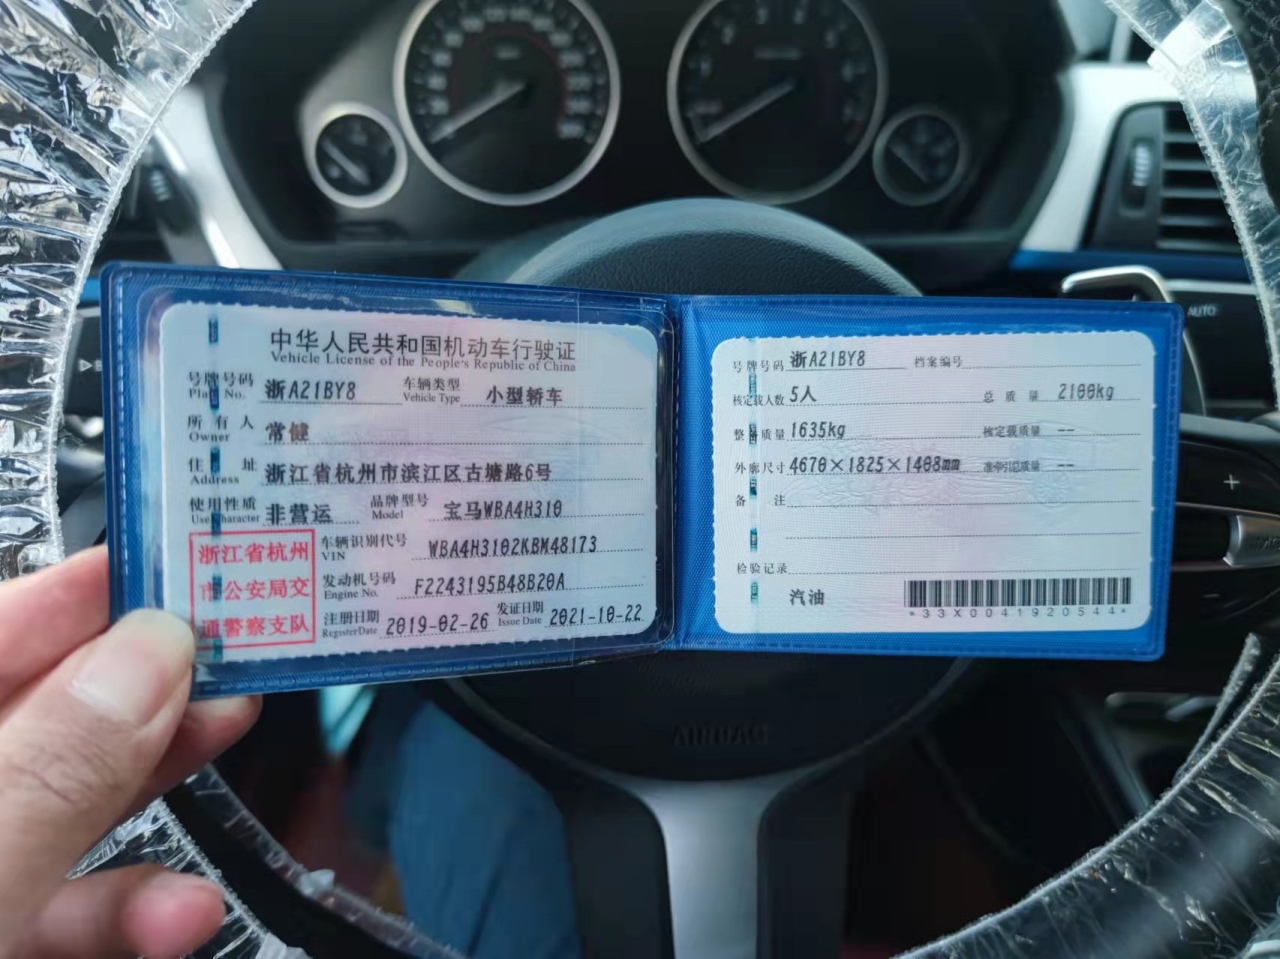 中华人民共和国机动车行驶证
Vehicle License of the People's Republic of China
号牌号码 Plate No. 浙A21BY8 车辆类型 Vehicle Type 小型轿车
所有人 Owner 常健
住址 Address 浙江省杭州市滨江区古塘路6号
使用性质 Use Character 非营运 品牌型号 Model 宝马WBA4H310
浙江省杭州
市公安局交
通警察支队
车辆识别代号 VIN WBA4H3102KBM48173
发动机号码 Engine No. F2243195B48B20A
注册日期 Register Date 2019-02-26 发证日期 Issue Date 2021-10-22
号牌号码 浙A21BY8 档案编号
核定载人数 5人 总质量 2100kg
整备质量 1635kg 核定载质量 --
外廓尺寸 4670×1825×1408mm 准牵引总质量 --
备注
检验记录
汽油
*33X0041920544*
AUTO
AIRBAG